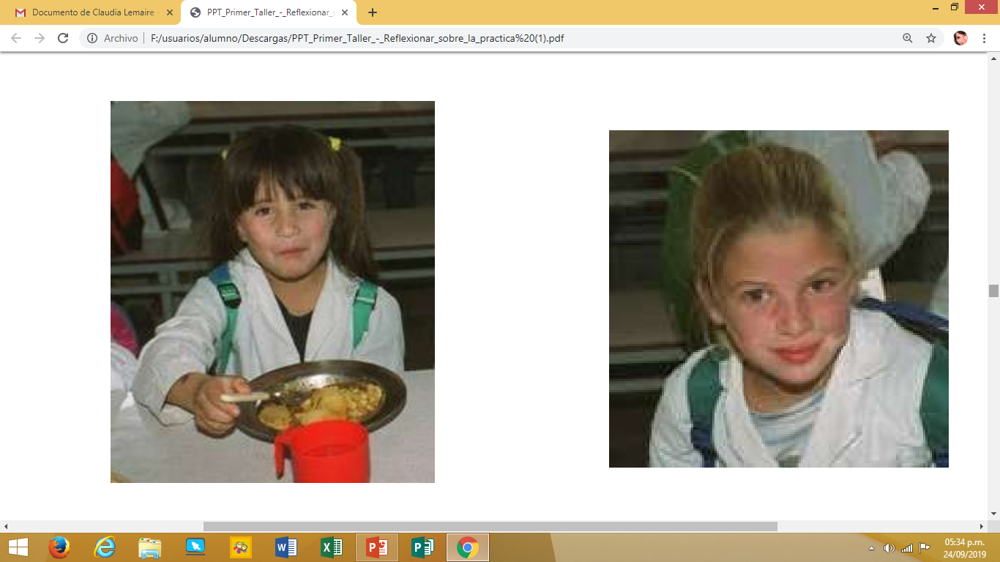 Documento de Claudia Lemaire -
PPT_Primer_Taller_-_Reflexionar_s
Archivo
F:/usuarios/alumno/Descargas/PPT_Primer_Taller_-_Reflexionar_sobre_la_practica%20(1).pdf
05:34 p.m.
24/09/2019